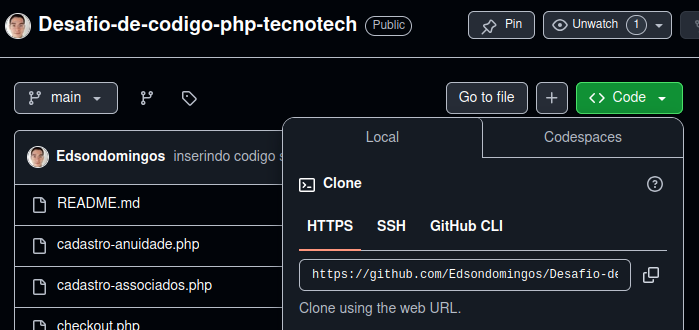 Desafio-de-codigo-php-tecnotech Public Pin Unwatch 1
main Go to file Code
Local Codespaces
Edsondomingos inserindo codigo
Clone
README.md
HTTPS SSH GitHub CLI
cadastro-anuidade.php
https://github.com/Edsondomingos/Desafio-de
cadastro-associados.php
Clone using the web URL.
checkout.php